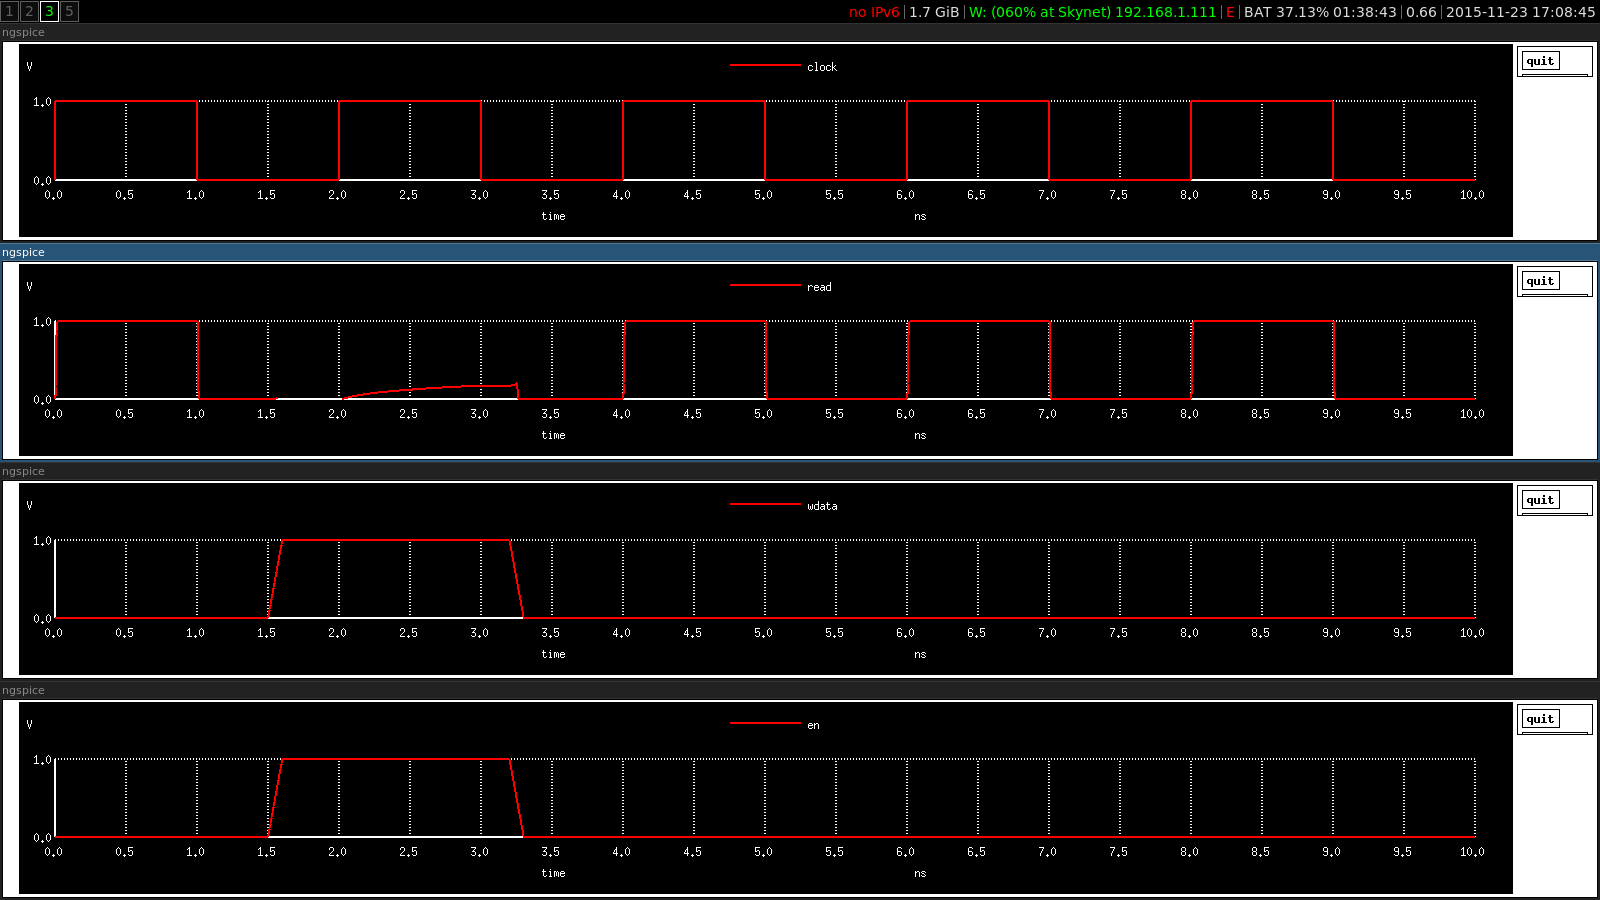 1 2 3 5 no IPv6 | 1.7 GiB | W: (060% at Skynet) 192.168.1.111 | E | BAT 37.13% 01:38:43 | 0.66 | 2015-11-23 17:08:45
ngspice
V clock quit
1.0
0.0
0.0 0.5 1.0 1.5 2.0 2.5 3.0 3.5 4.0 4.5 5.0 5.5 6.0 6.5 7.0 7.5 8.0 8.5 9.0 9.5 10.0
time ns
ngspice
V read quit
1.0
0.0
0.0 0.5 1.0 1.5 2.0 2.5 3.0 3.5 4.0 4.5 5.0 5.5 6.0 6.5 7.0 7.5 8.0 8.5 9.0 9.5 10.0
time ns
ngspice
V wdata quit
1.0
0.0
0.0 0.5 1.0 1.5 2.0 2.5 3.0 3.5 4.0 4.5 5.0 5.5 6.0 6.5 7.0 7.5 8.0 8.5 9.0 9.5 10.0
time ns
ngspice
V en quit
1.0
0.0
0.0 0.5 1.0 1.5 2.0 2.5 3.0 3.5 4.0 4.5 5.0 5.5 6.0 6.5 7.0 7.5 8.0 8.5 9.0 9.5 10.0
time ns